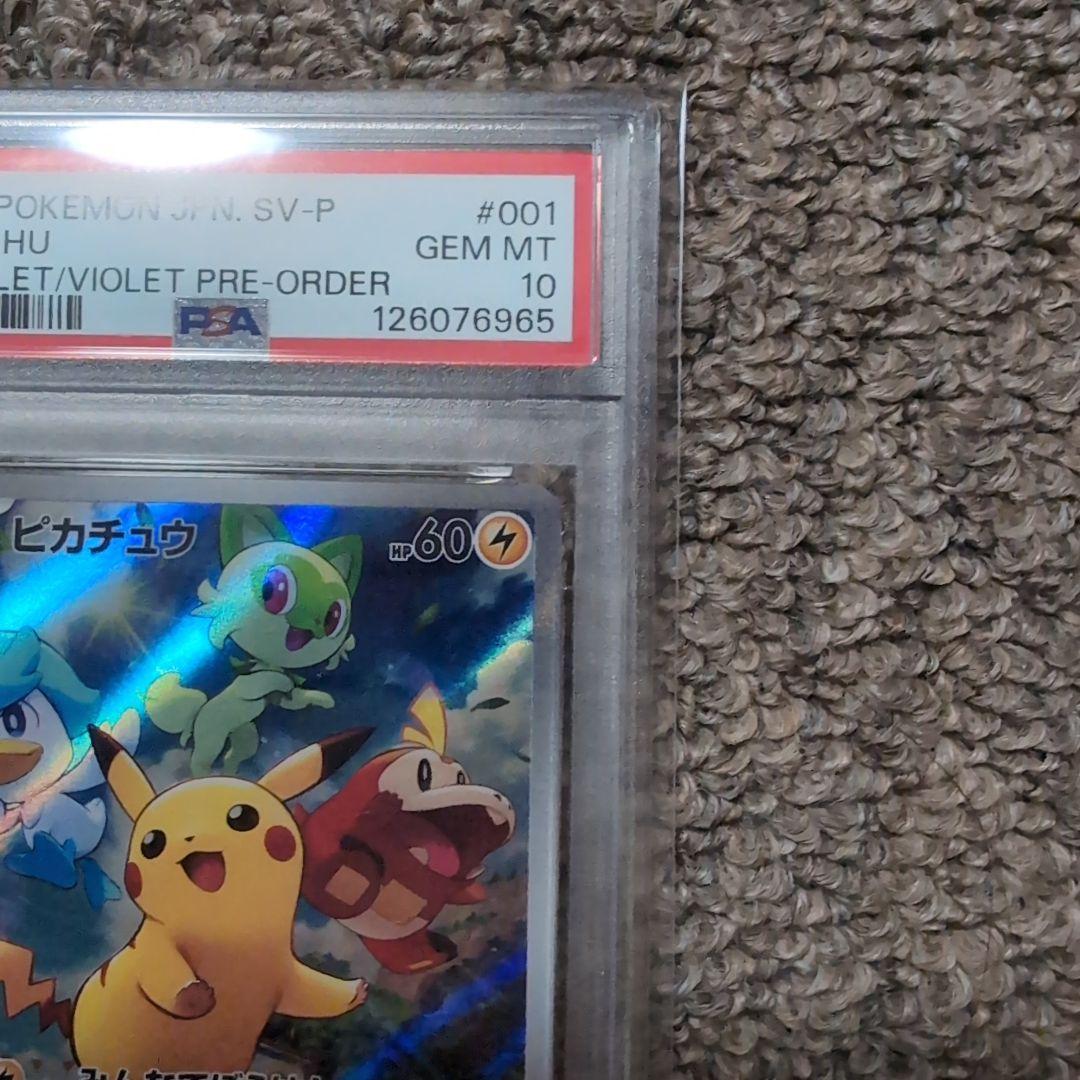 POKEMON JPN. SV-P #001
HU GEM MT
LET/VIOLET PRE-ORDER 10
PSA 126076965
ピカチュウ HP60